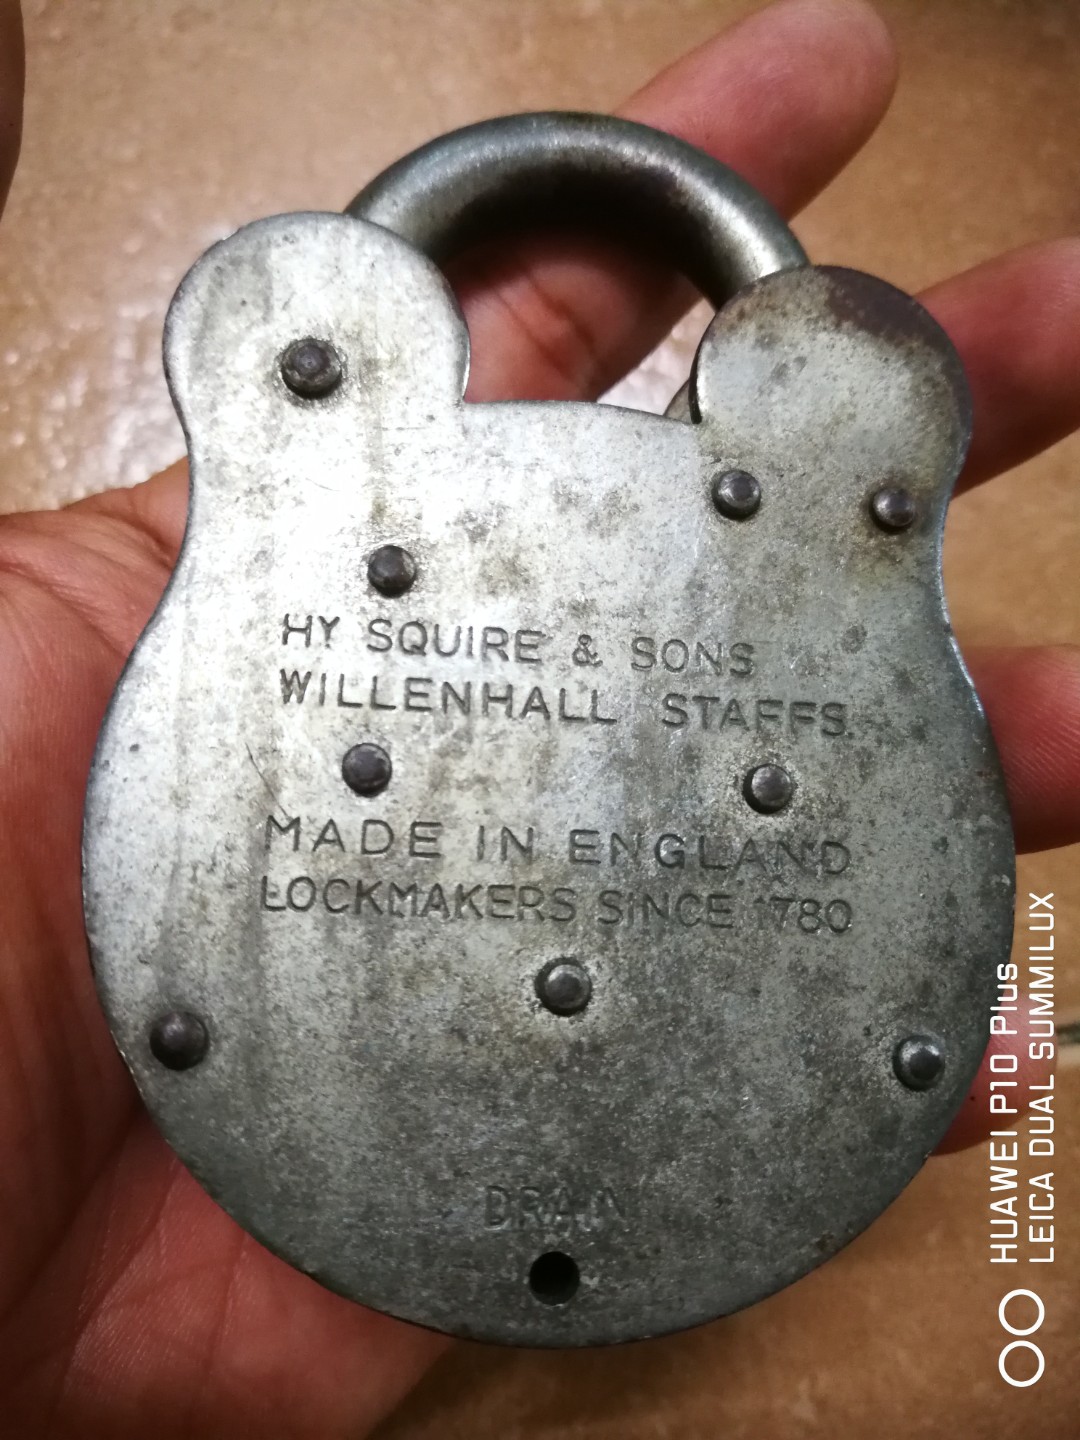 HY SQUIRE & SONS
WILLENHALL STAFFS.
MADE IN ENGLAND
LOCKMAKERS SINCE 1780
DRAIN
HUAWEI P10 Plus
LEICA DUAL SUMMILUX